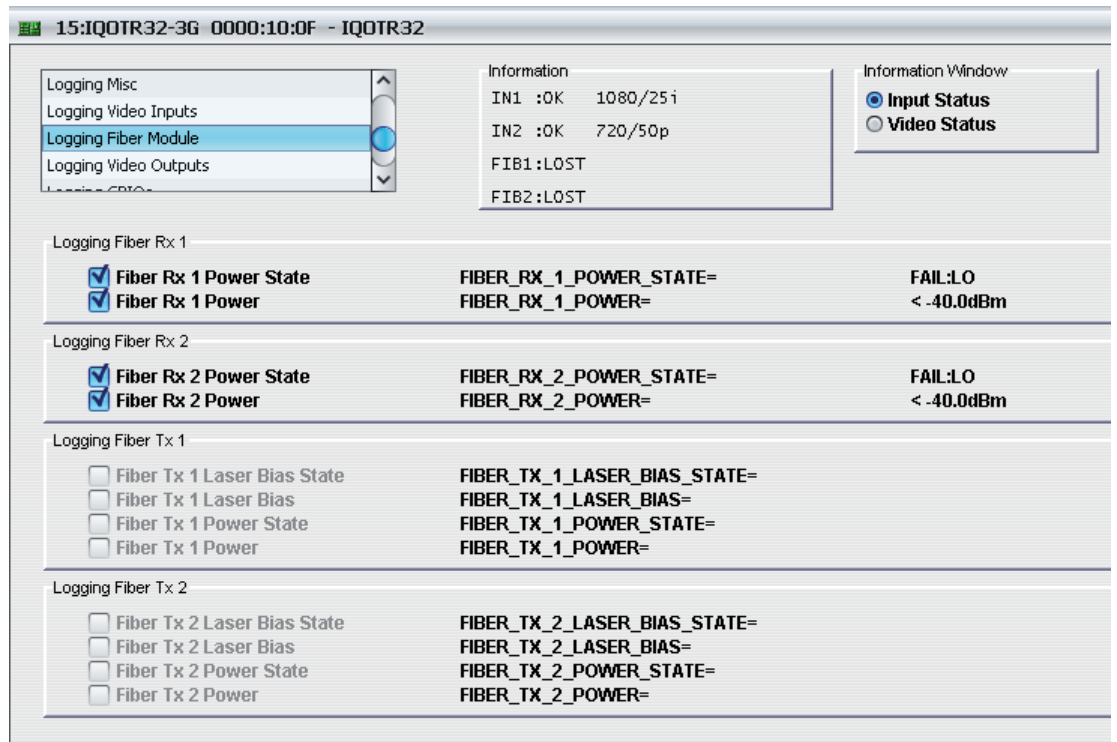 15:IQOTR32-3G 0000:10:0F - IQOTR32
Logging Misc
Logging Video Inputs
Logging Fiber Module
Logging Video Outputs
Logging GPIOs
Information
IN1 :OK 1080/25i
IN2 :OK 720/50p
FIB1:LOST
FIB2:LOST
Information Window
Input Status
Video Status
Logging Fiber Rx 1
Fiber Rx 1 Power State FIBER_RX_1_POWER_STATE= FAIL:LO
Fiber Rx 1 Power FIBER_RX_1_POWER= < -40.0dBm
Logging Fiber Rx 2
Fiber Rx 2 Power State FIBER_RX_2_POWER_STATE= FAIL:LO
Fiber Rx 2 Power FIBER_RX_2_POWER= < -40.0dBm
Logging Fiber Tx 1
Fiber Tx 1 Laser Bias State FIBER_TX_1_LASER_BIAS_STATE=
Fiber Tx 1 Laser Bias FIBER_TX_1_LASER_BIAS=
Fiber Tx 1 Power State FIBER_TX_1_POWER_STATE=
Fiber Tx 1 Power FIBER_TX_1_POWER=
Logging Fiber Tx 2
Fiber Tx 2 Laser Bias State FIBER_TX_2_LASER_BIAS_STATE=
Fiber Tx 2 Laser Bias FIBER_TX_2_LASER_BIAS=
Fiber Tx 2 Power State FIBER_TX_2_POWER_STATE=
Fiber Tx 2 Power FIBER_TX_2_POWER=